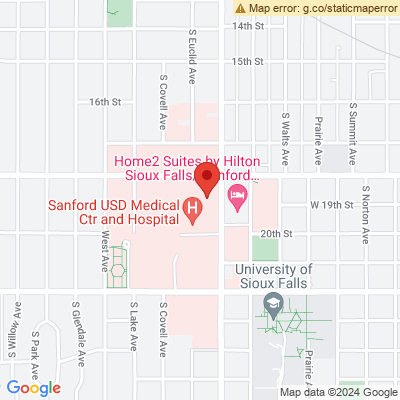 Map error: g.co/staticmaperror
14th St
S Euclid Ave
15th St
S Covell Ave
16th St
S Summit Ave
Prairie Ave
S Walts Ave
Home2 Suites by Hilton
Sioux Falls/
nford...
Sanford USD Medical
Ctr and Hospital
H
W 19th St
S Norton Ave
20th St
West Ave
University of
Sioux Falls
S Wilton Ave
S Park Ave
S Glendale Ave
S Lake Ave
S Covell Ave
Prairie A
Google
Map data ©2024 Google